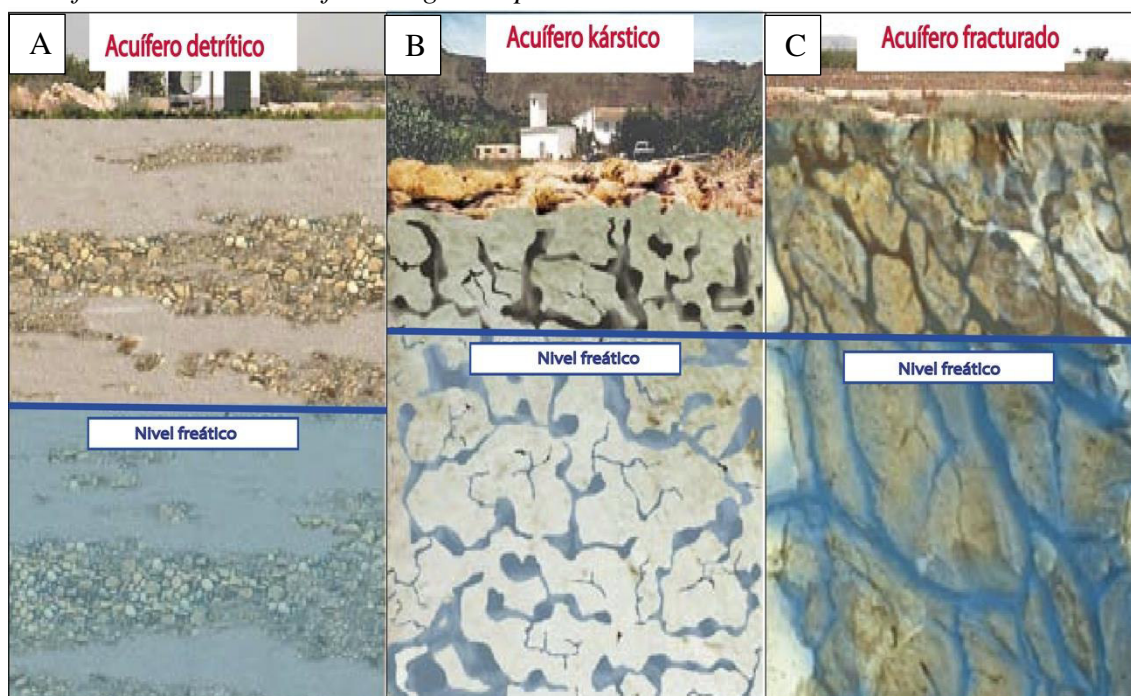 A
Acuífero detrítico
B
Acuífero kárstico
C
Acuífero fracturado
Nivel freático
Nivel freático
Nivel freático